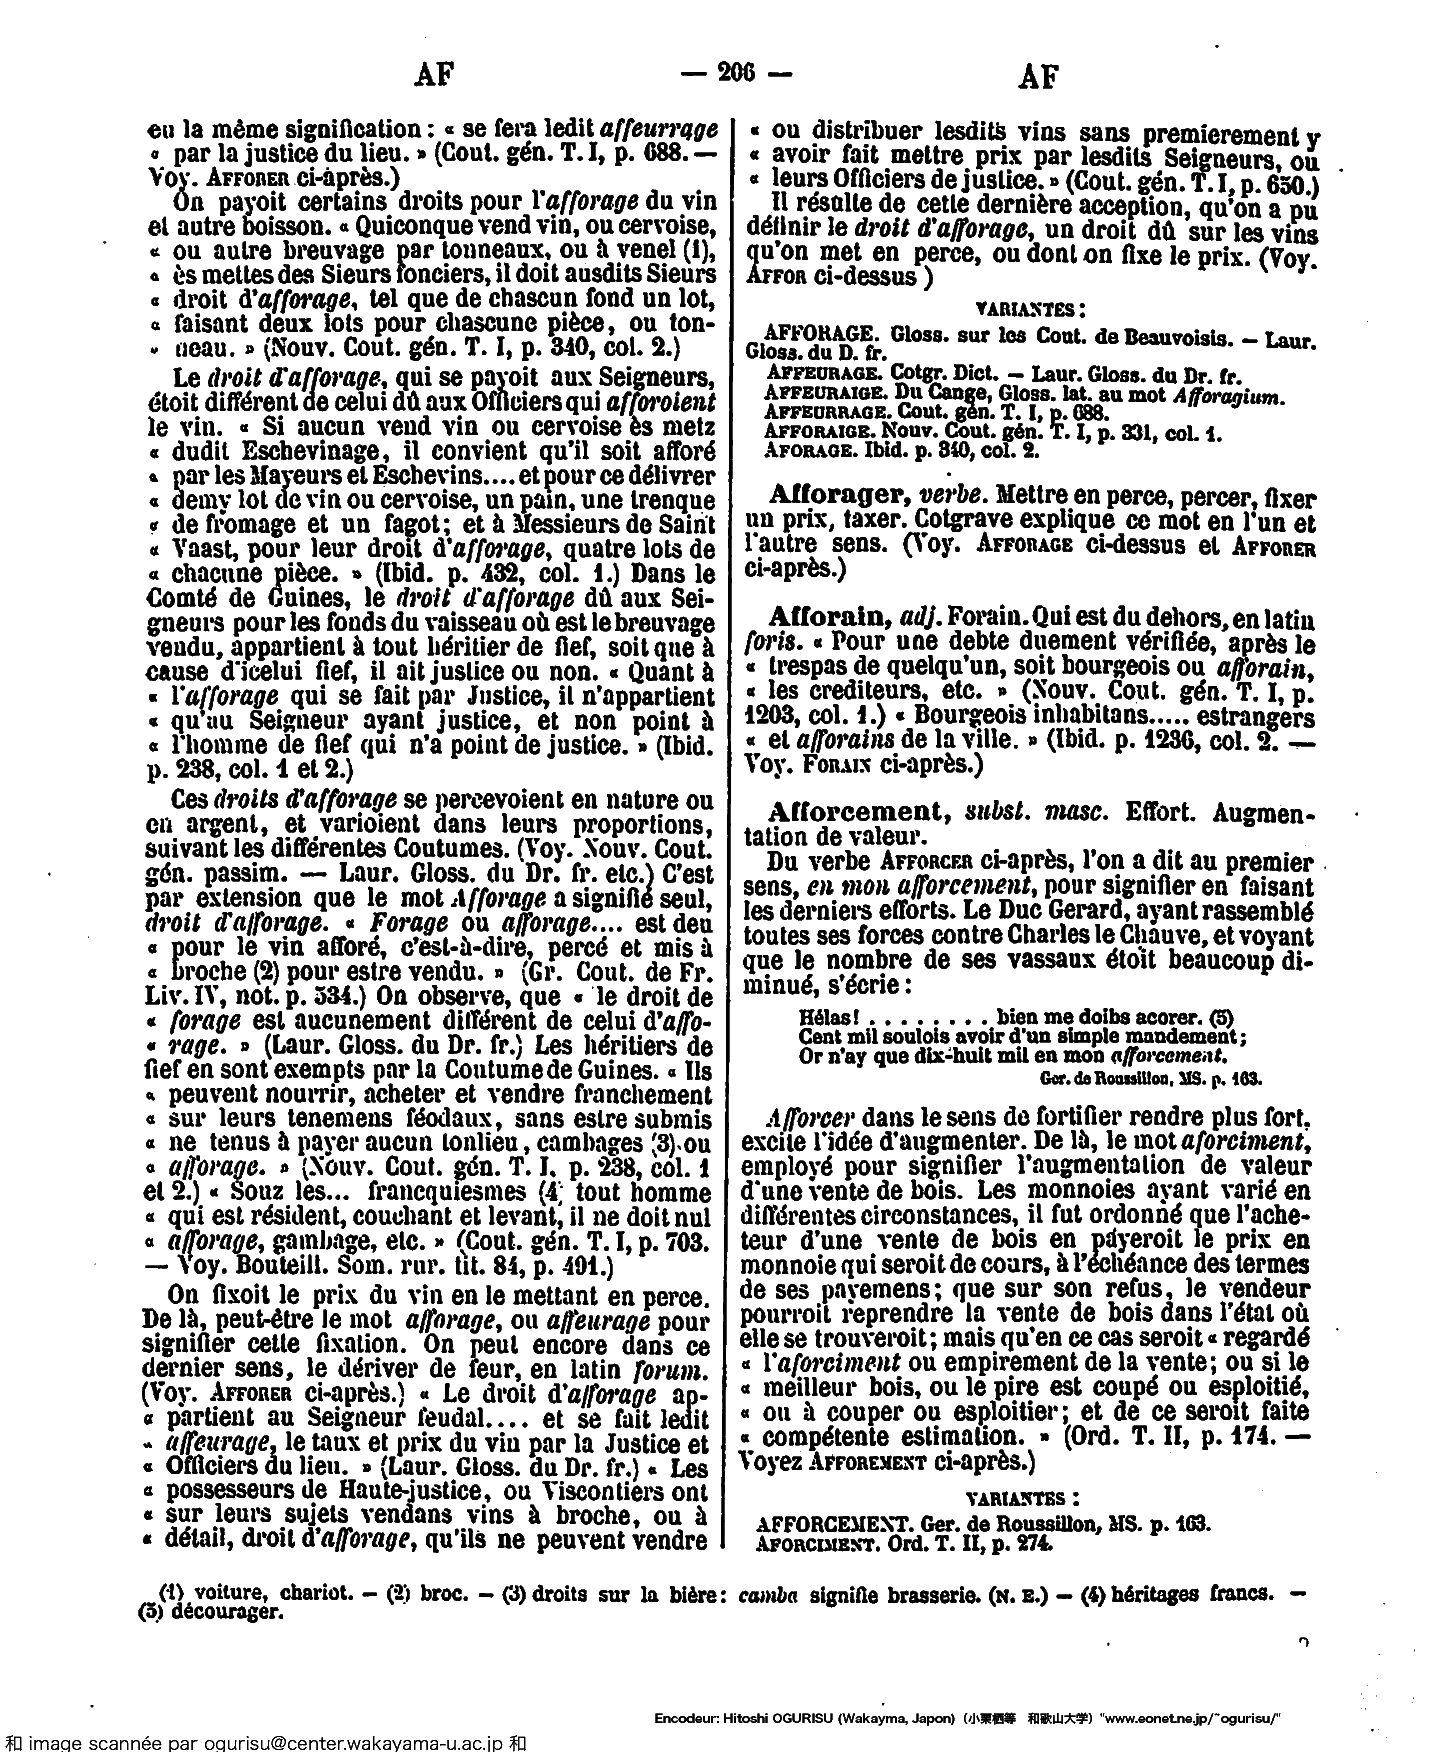 AF
— 206 —
AF
eu la même signification : « se fera ledit affeurrage
« par la justice du lieu. » (Cout. gén. T. I, p. 688. —
Voy. AFFORER ci-après.)
On payoit certains droits pour l'afforage du vin
et autre boisson. « Quiconque vend vin, ou cervoise,
« ou autre breuvage par tonneaux, ou à venel (1),
« ès mettes des Sieurs fonciers, il doit ausdits Sieurs
« droit d'afforage, tel que de chascun fond un lot,
« faisant deux lots pour chascune pièce, ou ton-
« neau. » (Nouv. Cout. gén. T. I, p. 340, col. 2.)
Le droit d'afforage, qui se payoit aux Seigneurs,
étoit différent de celui dû aux Officiers qui afforoient
le vin. « Si aucun vend vin ou cervoise ès metz
« dudit Eschevinage, il convient qu'il soit afforé
« par les Mayeurs et Eschevins.... et pour ce délivrer
« demy lot de vin ou cervoise, un pain, une trenque
« de fromage et un fagot; et à Messieurs de Saint
« Vaast, pour leur droit d'afforage, quatre lots de
« chacune pièce. » (Ibid. p. 432, col. 1.) Dans le
Comté de Guines, le droit d'afforage dû aux Sei-
gneurs pour les fonds du vaisseau où est le breuvage
vendu, appartient à tout héritier de fief, soit que à
cause d'icelui fief, il ait justice ou non. « Quant à
« l'afforage qui se fait par Justice, il n'appartient
« qu'au Seigneur ayant justice, et non point à
« l'homme de fief qui n'a point de justice. » (Ibid.
p. 238, col. 1 et 2.)
Ces droits d'afforage se percevoient en nature ou
en argent, et varioient dans leurs proportions,
suivant les différentes Coutumes. (Voy. Nouv. Cout.
gén. passim. — Laur. Gloss. du Dr. fr. etc.) C'est
par extension que le mot Afforage a signifié seul,
droit d'afforage. « Forage ou afforage.... est deu
« pour le vin afforé, c'est-à-dire, percé et mis à
« broche (2) pour estre vendu. » (Gr. Cout. de Fr.
Liv. IV, not. p. 534.) On observe, que « le droit de
« forage est aucunement différent de celui d'affo-
« rage. » (Laur. Gloss. du Dr. fr.) Les héritiers de
fief en sont exempts par la Coutume de Guines. « Ils
« peuvent nourrir, acheter et vendre franchement
« sur leurs tenemens féodaux, sans estre submis
« ne tenus à payer aucun tonlieu, cambages (3) ou
« afforage. » (Nouv. Cout. gén. T. I, p. 238, col. 1
et 2.) « Souz les... francquiesmes (4) tout homme
« qui est résident, couchant et levant, il ne doit nul
« afforage, gambage, etc. » (Cout. gén. T. I, p. 703.
— Voy. Bouteill. Som. rur. tit. 84, p. 491.)
On fixoit le prix du vin en le mettant en perce.
De là, peut-être le mot afforage, ou affeurage pour
signifier cette fixation. On peut encore dans ce
dernier sens, le dériver de feur, en latin forum.
(Voy. AFFORER ci-après.) « Le droit d'afforage ap-
« partient au Seigneur feudal.... et se fait ledit
« affeurage, le taux et prix du vin par la Justice et
« Officiers du lieu. » (Laur. Gloss. du Dr. fr.) « Les
« possesseurs de Haute-justice, ou Viscontiers ont
« sur leurs sujets vendans vins à broche, ou à
« détail, droit d'afforage, qu'ils ne peuvent vendre
« ou distribuer lesdits vins sans premierement y
« avoir fait mettre prix par lesdits Seigneurs, ou
« leurs Officiers de justice. » (Cout. gén. T. I, p. 650.)
Il résulte de cette dernière acception, qu'on a pu
définir le droit d'afforage, un droit dû sur les vins
qu'on met en perce, ou dont on fixe le prix. (Voy.
AFFOR ci-dessus )
VARIANTES :
AFFORAGE. Gloss. sur les Cout. de Beauvoisis. — Laur.
Gloss. du D. fr.
AFFEURAGE. Cotgr. Dict. — Laur. Gloss. du Dr. fr.
AFFEURAIGE. Du Cange, Gloss. lat. au mot Afforagium.
AFFEURRAGE. Cout. gén. T. I, p. 688.
AFFORAIGE. Nouv. Cout. gén. T. I, p. 331, col. 1.
AFORAGE. Ibid. p. 340, col. 2.
Afforager, verbe. Mettre en perce, percer, fixer
un prix, taxer. Cotgrave explique ce mot en l'un et
l'autre sens. (Voy. AFFORAGE ci-dessus et AFFORER
ci-après.)
Afforain, adj. Forain. Qui est du dehors, en latin
foris. « Pour une debte duement vérifiée, après le
« trespas de quelqu'un, soit bourgeois ou afforain,
« les crediteurs, etc. » (Nouv. Cout. gén. T. I, p.
1203, col. 1.) « Bourgeois inhabitans..... estrangers
« et afforains de la ville. » (Ibid. p. 1236, col. 2. —
Voy. FORAIN ci-après.)
Afforcement, subst. masc. Effort. Augmen-
tation de valeur.
Du verbe AFFORCER ci-après, l'on a dit au premier
sens, en mon afforcement, pour signifier en faisant
les derniers efforts. Le Duc Gerard, ayant rassemblé
toutes ses forces contre Charles le Chauve, et voyant
que le nombre de ses vassaux étoit beaucoup di-
minué, s'écrie :
Hélas! . . . . . . . . bien me doibs acorer. (5)
Cent mil soulois avoir d'un simple mandement;
Or n'ay que dix-huit mil en mon afforcement.
Ger. de Roussillon, MS. p. 163.
Afforcer dans le sens de fortifier rendre plus fort,
excite l'idée d'augmenter. De là, le mot aforciment,
employé pour signifier l'augmentation de valeur
d'une vente de bois. Les monnoies ayant varié en
différentes circonstances, il fut ordonné que l'ache-
teur d'une vente de bois en payeroit le prix en
monnoie qui seroit de cours, à l'échéance des termes
de ses payemens; que sur son refus, le vendeur
pourroit reprendre la vente de bois dans l'état où
elle se trouveroit; mais qu'en ce cas seroit « regardé
« l'aforciment ou empirement de la vente; ou si le
« meilleur bois, ou le pire est coupé ou esploitié,
« ou à couper ou esploitier; et de ce seroit faite
« compétente estimation. » (Ord. T. II, p. 174. —
Voyez AFFOREMENT ci-après.)
VARIANTES :
AFFORCEMENT. Ger. de Roussillon, MS. p. 163.
AFORCIMENT. Ord. T. II, p. 274.
(1) voiture, chariot. — (2) broc. — (3) droits sur la bière : camba signifie brasserie. (N. E.) — (4) héritages francs. —
(5) décourager.
Encodeur: Hitoshi OGURISU (Wakayma, Japon) (小栗栖等 和歌山大学) "www.eonet.ne.jp/~ogurisu/"
和 image scannée par ogurisu@center.wakayama-u.ac.jp 和